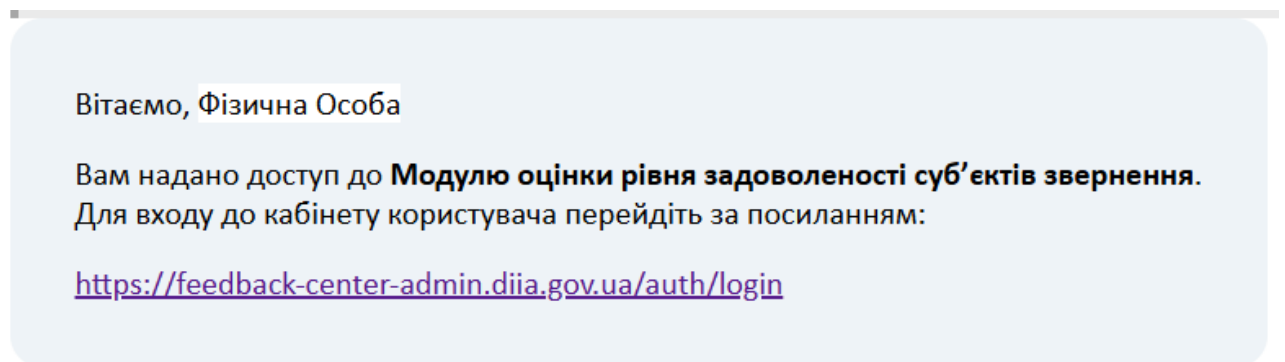 Вітаємо, Фізична Особа
Вам надано доступ до Модулю оцінки рівня задоволеності суб’єктів звернення.
Для входу до кабінету користувача перейдіть за посиланням:
https://feedback-center-admin.diia.gov.ua/auth/login